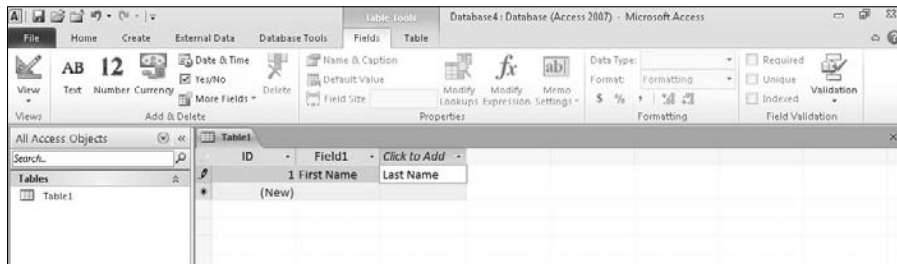 Table Tools Database4 : Database (Access 2007) - Microsoft Access
File Home Create External Data Database Tools Fields Table
View AB Text 12 Number Currency Date & Time Yes/No More Fields Delete
Name & Caption Default Value Field Size Modify Lookups fx Modify Expression ab Memo Settings
Data Type: Format: Formatting $ % ,
Required Unique Indexed Validation
Views Add & Delete Properties Formatting Field Validation
All Access Objects Table1
Search.. ID Field1 Click to Add
Tables 1 First Name Last Name
Table1 (New)